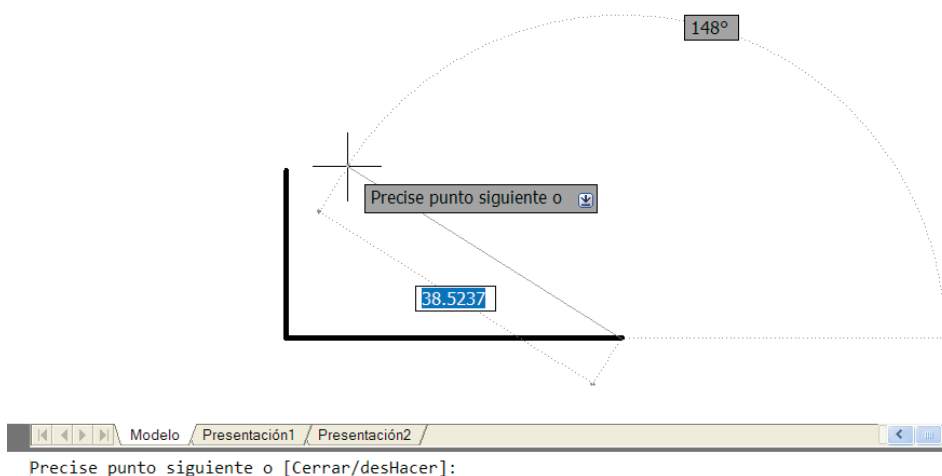 148°
Precise punto siguiente o
38.5237
Modelo Presentación1 Presentación2
Precise punto siguiente o [Cerrar/desHacer]: